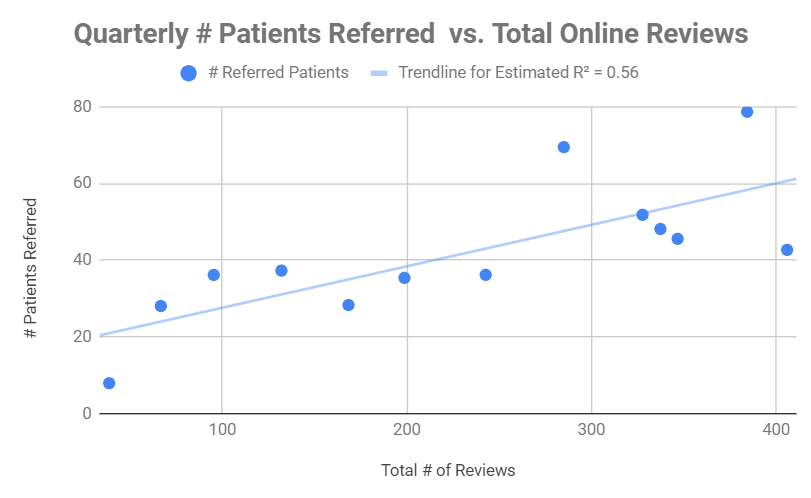 Quarterly # Patients Referred  vs. Total Online Reviews
# Referred Patients
Trendline for Estimated R² = 0.56
80
60
40
20
0
# Patients Referred
100
200
300
400
Total # of Reviews